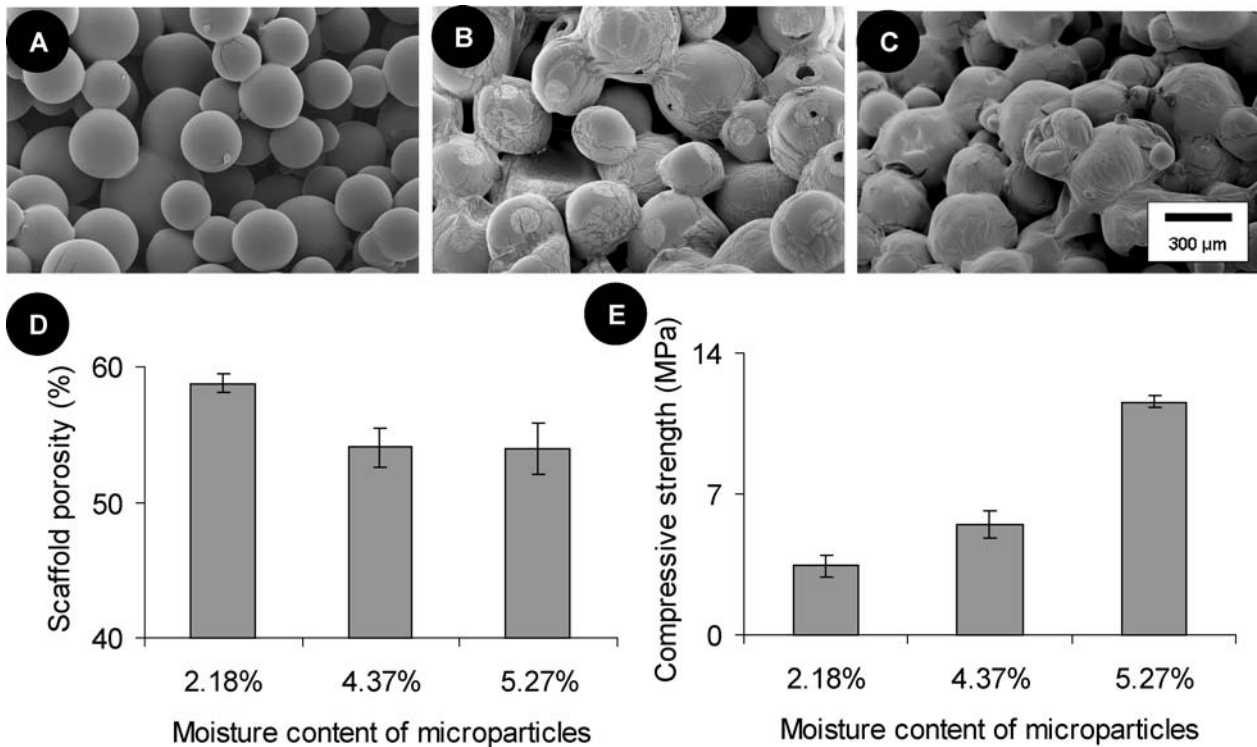 A
B
C
300 µm
D
Scaffold porosity (%)
60
50
40
2.18%
4.37%
5.27%
Moisture content of microparticles
E
Compressive strength (MPa)
14
7
0
2.18%
4.37%
5.27%
Moisture content of microparticles